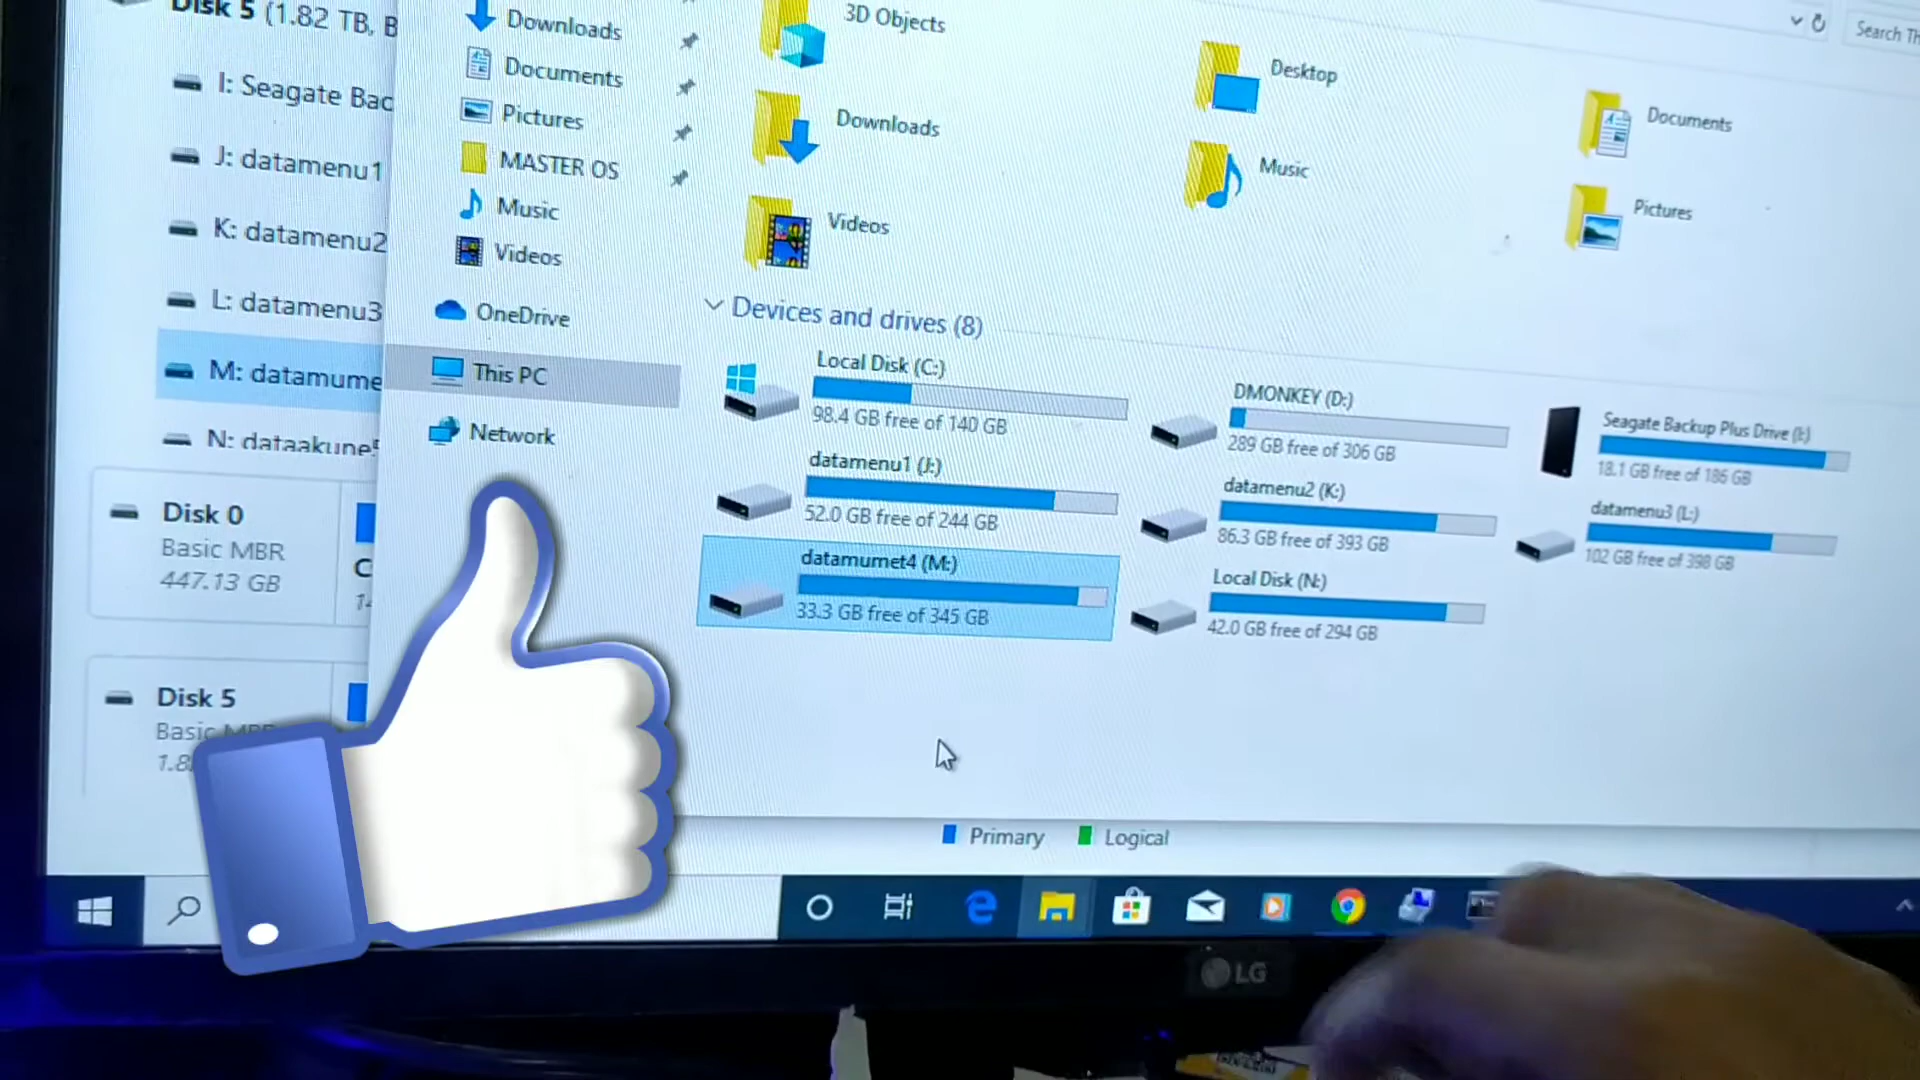 Disk 5 (1.82 TB, B
I: Seagate Bac
J: datamenu1
K: datamenu2
L: datamenu3
M: datamume
N: dataakune
Disk 0
Basic MBR
447.13 GB
Disk 5
Basic MBR
1.8
Downloads
Documents
Pictures
MASTER OS
Music
Videos
OneDrive
This PC
Network
Search Th
3D Objects
Desktop
Documents
Downloads
Music
Pictures
Videos
Devices and drives (8)
Local Disk (C:)
98.4 GB free of 140 GB
DMONKEY (D:)
289 GB free of 306 GB
Seagate Backup Plus Drive (I:)
18.1 GB free of 186 GB
datamenu1 (J:)
52.0 GB free of 244 GB
datamenu2 (K:)
86.3 GB free of 393 GB
datamenu3 (L:)
102 GB free of 398 GB
datamumet4 (M:)
33.3 GB free of 345 GB
Local Disk (N:)
42.0 GB free of 294 GB
Primary
Logical
LG